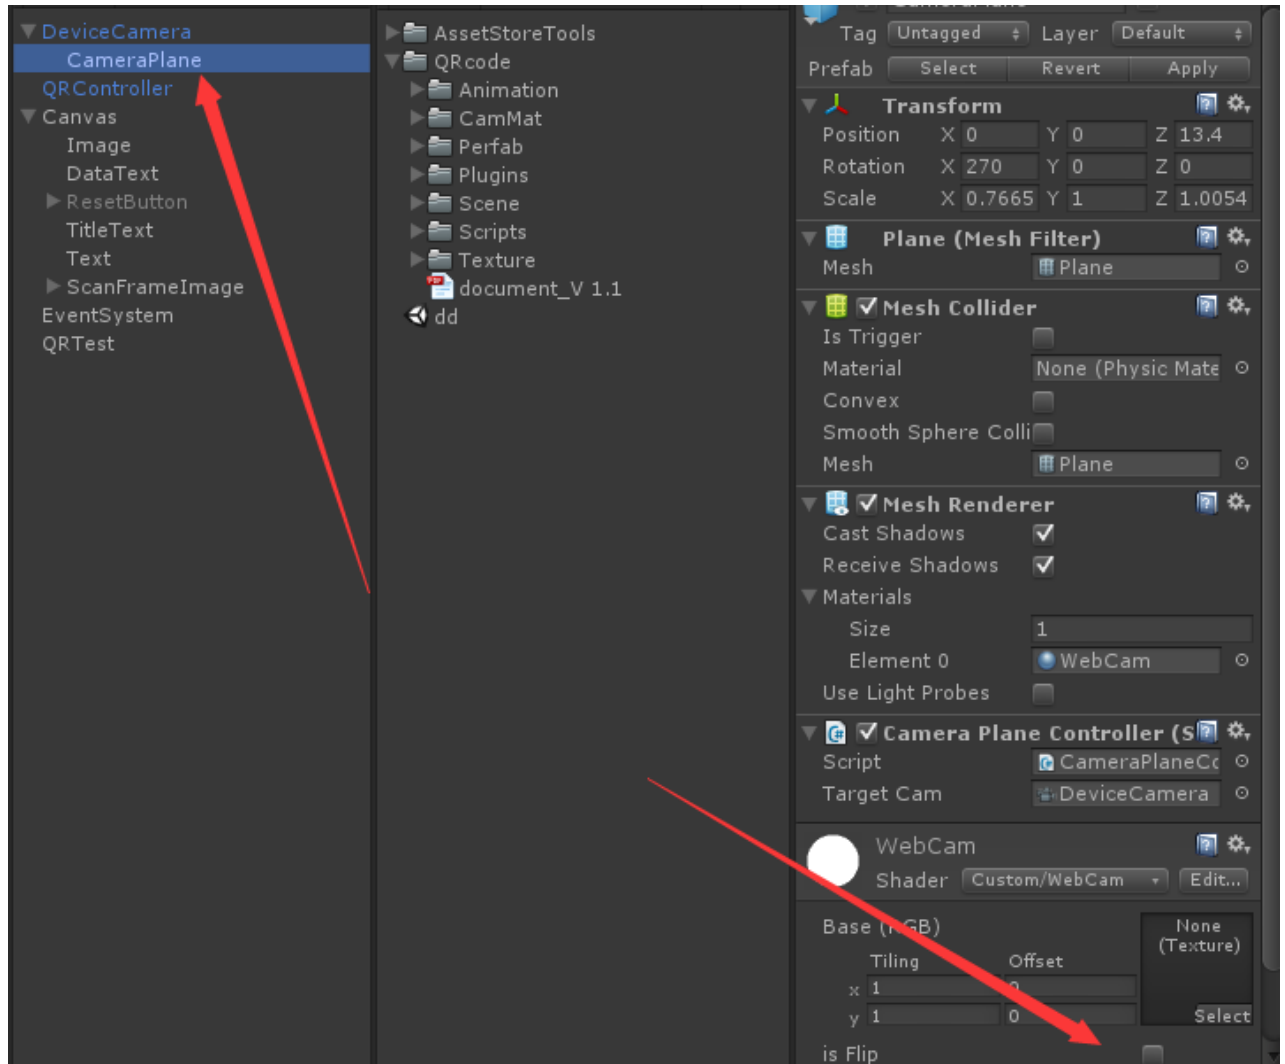 DeviceCamera
CameraPlane
QRController
Canvas
Image
DataText
ResetButton
TitleText
Text
ScanFrameImage
EventSystem
QRTest
AssetStoreTools
QRcode
Animation
CamMat
Perfab
Plugins
Scene
Scripts
Texture
document_V 1.1
dd
Tag Untagged Layer Default
Prefab Select Revert Apply
Transform
Position X 0 Y 0 Z 13.4
Rotation X 270 Y 0 Z 0
Scale X 0.7665 Y 1 Z 1.0054
Plane (Mesh Filter)
Mesh Plane
Mesh Collider
Is Trigger
Material None (Physic Mate
Convex
Smooth Sphere Colli
Mesh Plane
Mesh Renderer
Cast Shadows
Receive Shadows
Materials
Size 1
Element 0 WebCam
Use Light Probes
Camera Plane Controller (S
Script CameraPlaneCo
Target Cam DeviceCamera
WebCam
Shader Custom/WebCam Edit...
Base (RGB) None
(Texture)
Tiling Offset
x 1 0
y 1 0 Select
is Flip